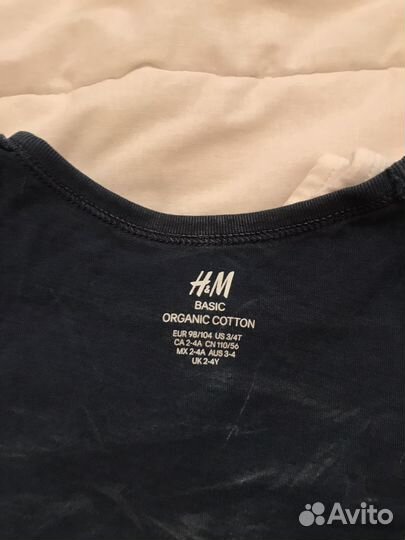 H&M
BASIC
ORGANIC COTTON
EUR 98/104 US 3/4T
CA 2-4A CN 110/56
MX 2-4A AUS 3-4
UK 2-4Y
Avito